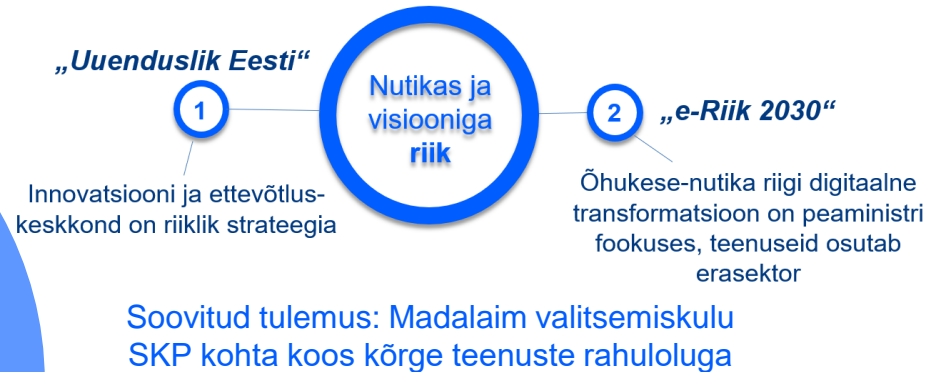 „Uuenduslik Eesti“
1
Innovatsiooni ja ettevõtlus-
keskkond on riiklik strateegia
Nutikas ja
visiooniga
riik
2
„e-Riik 2030“
Õhukese-nutika riigi digitaalne
transformatsioon on peaministri
fookuses, teenuseid osutab
erasektor
Soovitud tulemus: Madalaim valitsemiskulu
SKP kohta koos kõrge teenuste rahuloluga